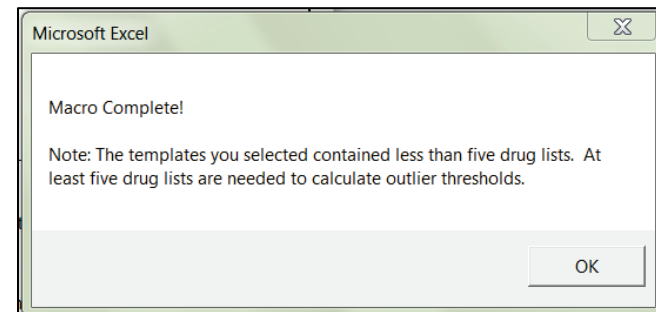 Microsoft Excel
Macro Complete!
Note: The templates you selected contained less than five drug lists.  At
least five drug lists are needed to calculate outlier thresholds.
OK